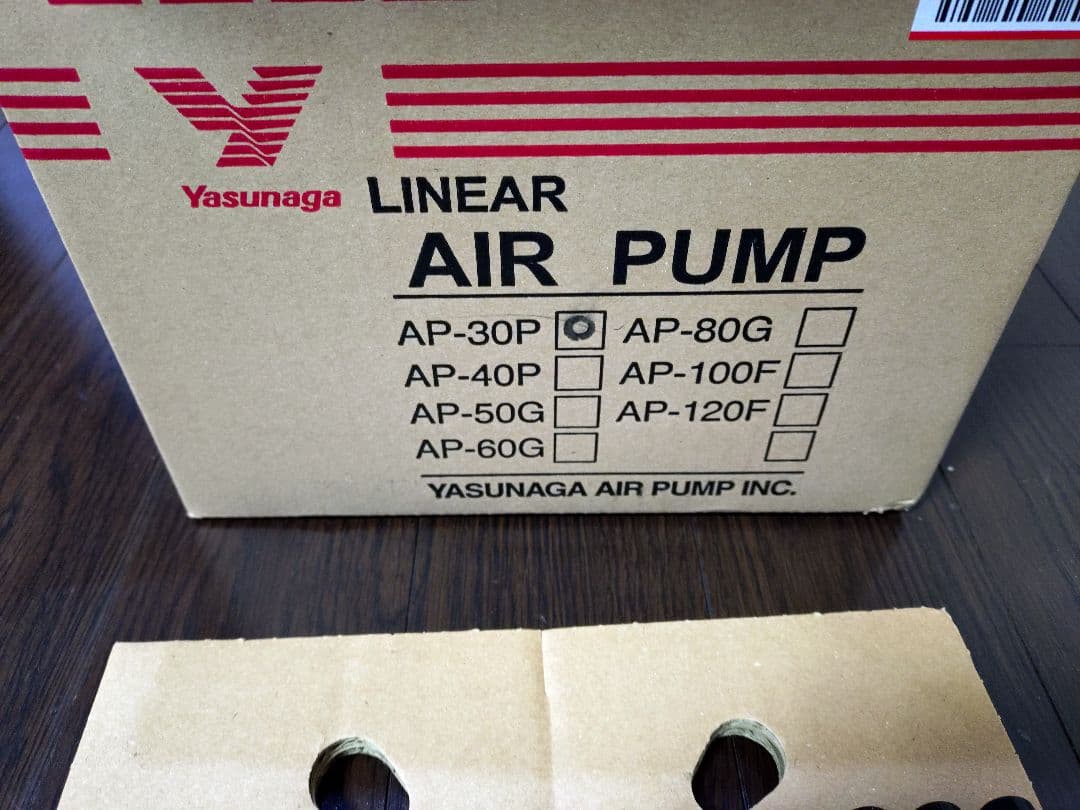 Yasunaga LINEAR
AIR PUMP
AP-30P AP-80G
AP-40P AP-100F
AP-50G AP-120F
AP-60G
YASUNAGA AIR PUMP INC.